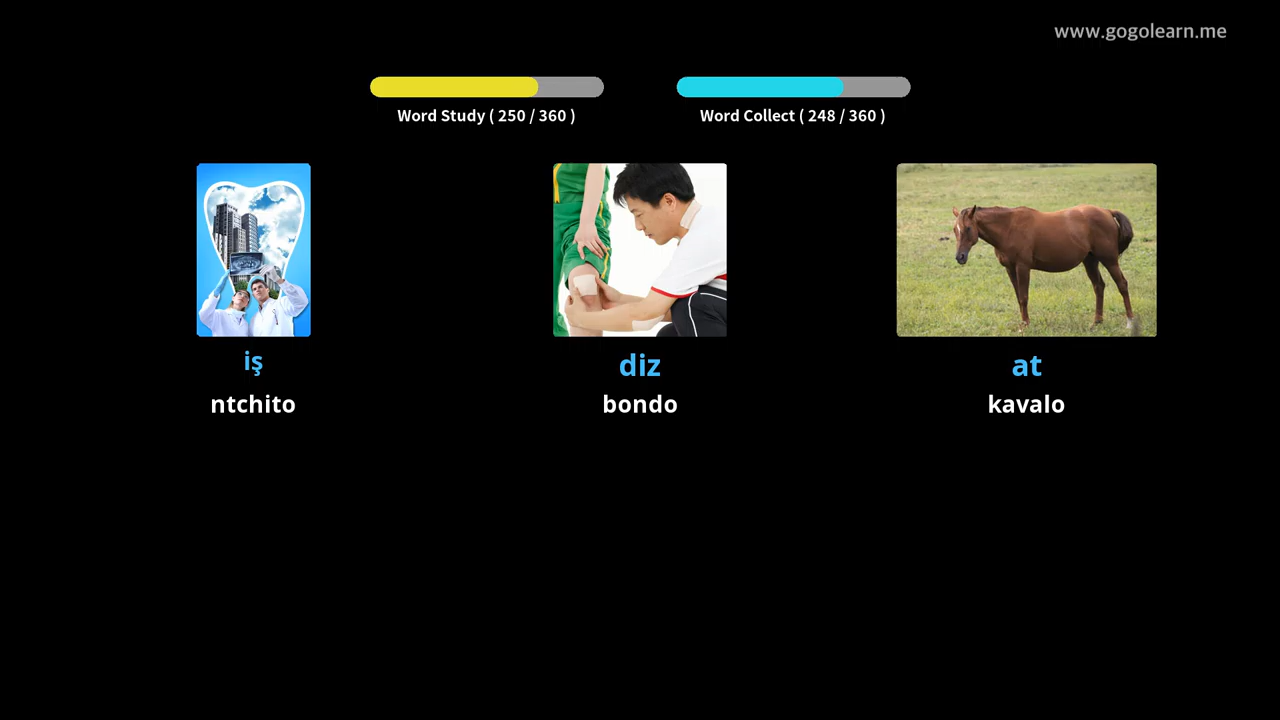 www.gogolearn.me
Word Study ( 250 / 360 )
Word Collect ( 248 / 360 )
iş
diz
at
ntchito
bondo
kavalo